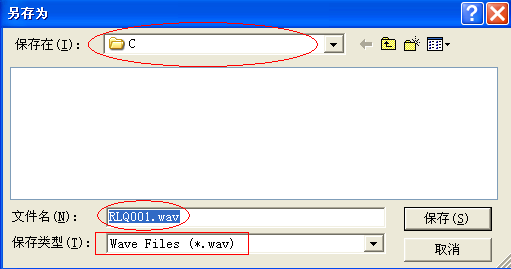 另存为
保存在(I):
C
文件名(N):
RLQ001.wav
保存(S)
保存类型(T):
Wave Files (*.wav)
取消